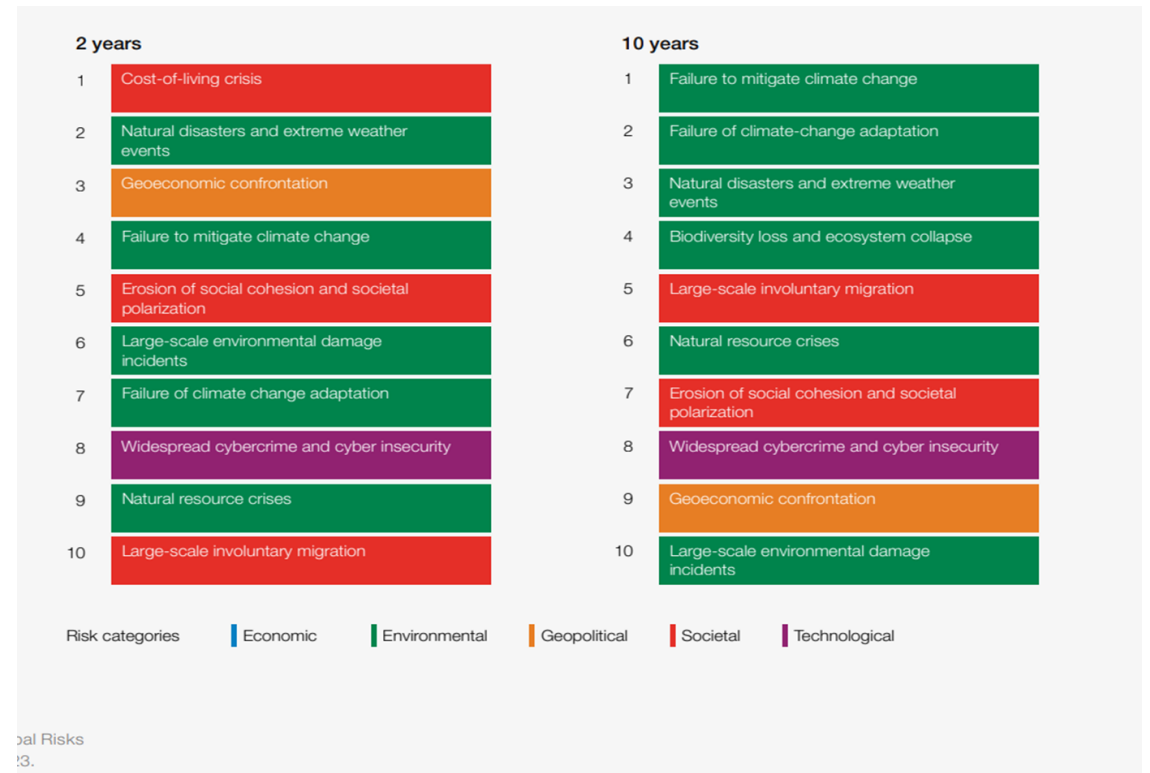 2 years
1 Cost-of-living crisis
2 Natural disasters and extreme weather
events
3 Geoeconomic confrontation
4 Failure to mitigate climate change
5 Erosion of social cohesion and societal
polarization
6 Large-scale environmental damage
incidents
7 Failure of climate change adaptation
8 Widespread cybercrime and cyber insecurity
9 Natural resource crises
10 Large-scale involuntary migration
10 years
1 Failure to mitigate climate change
2 Failure of climate-change adaptation
3 Natural disasters and extreme weather
events
4 Biodiversity loss and ecosystem collapse
5 Large-scale involuntary migration
6 Natural resource crises
7 Erosion of social cohesion and societal
polarization
8 Widespread cybercrime and cyber insecurity
9 Geoeconomic confrontation
10 Large-scale environmental damage
incidents
Risk categories Economic Environmental Geopolitical Societal Technological
Risks